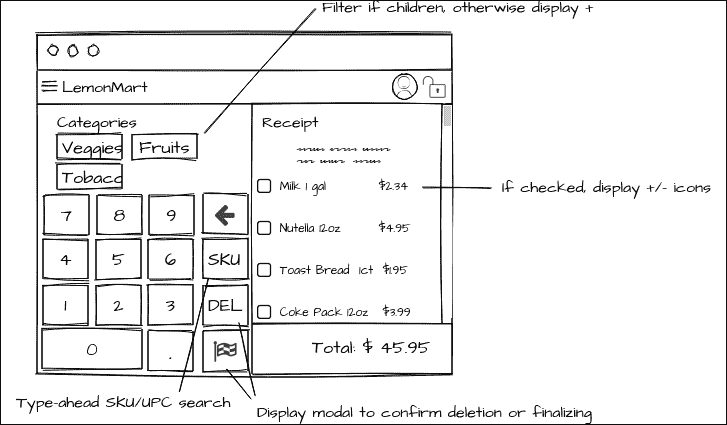 Filter if children, otherwise display +
LemonMart
Categories
Veggies Fruits
Tobacc
7 8 9
4 5 6 SKU
1 2 3 DEL
0 .
Receipt
Milk 1 gal $2.34
Nutella 12oz $4.95
Toast Bread 1ct $1.95
Coke Pack 12oz $3.99
Total: $ 45.95
If checked, display +/- icons
Type-ahead SKU/UPC search
Display modal to confirm deletion or finalizing